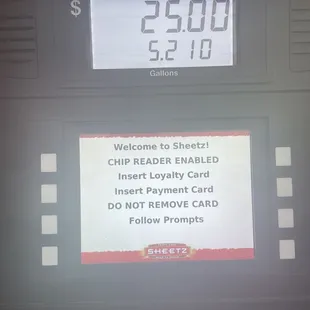 $ 25.00
5.210
Gallons
Welcome to Sheetz!
CHIP READER ENABLED
Insert Loyalty Card
Insert Payment Card
DO NOT REMOVE CARD
Follow Prompts
SHEETZ